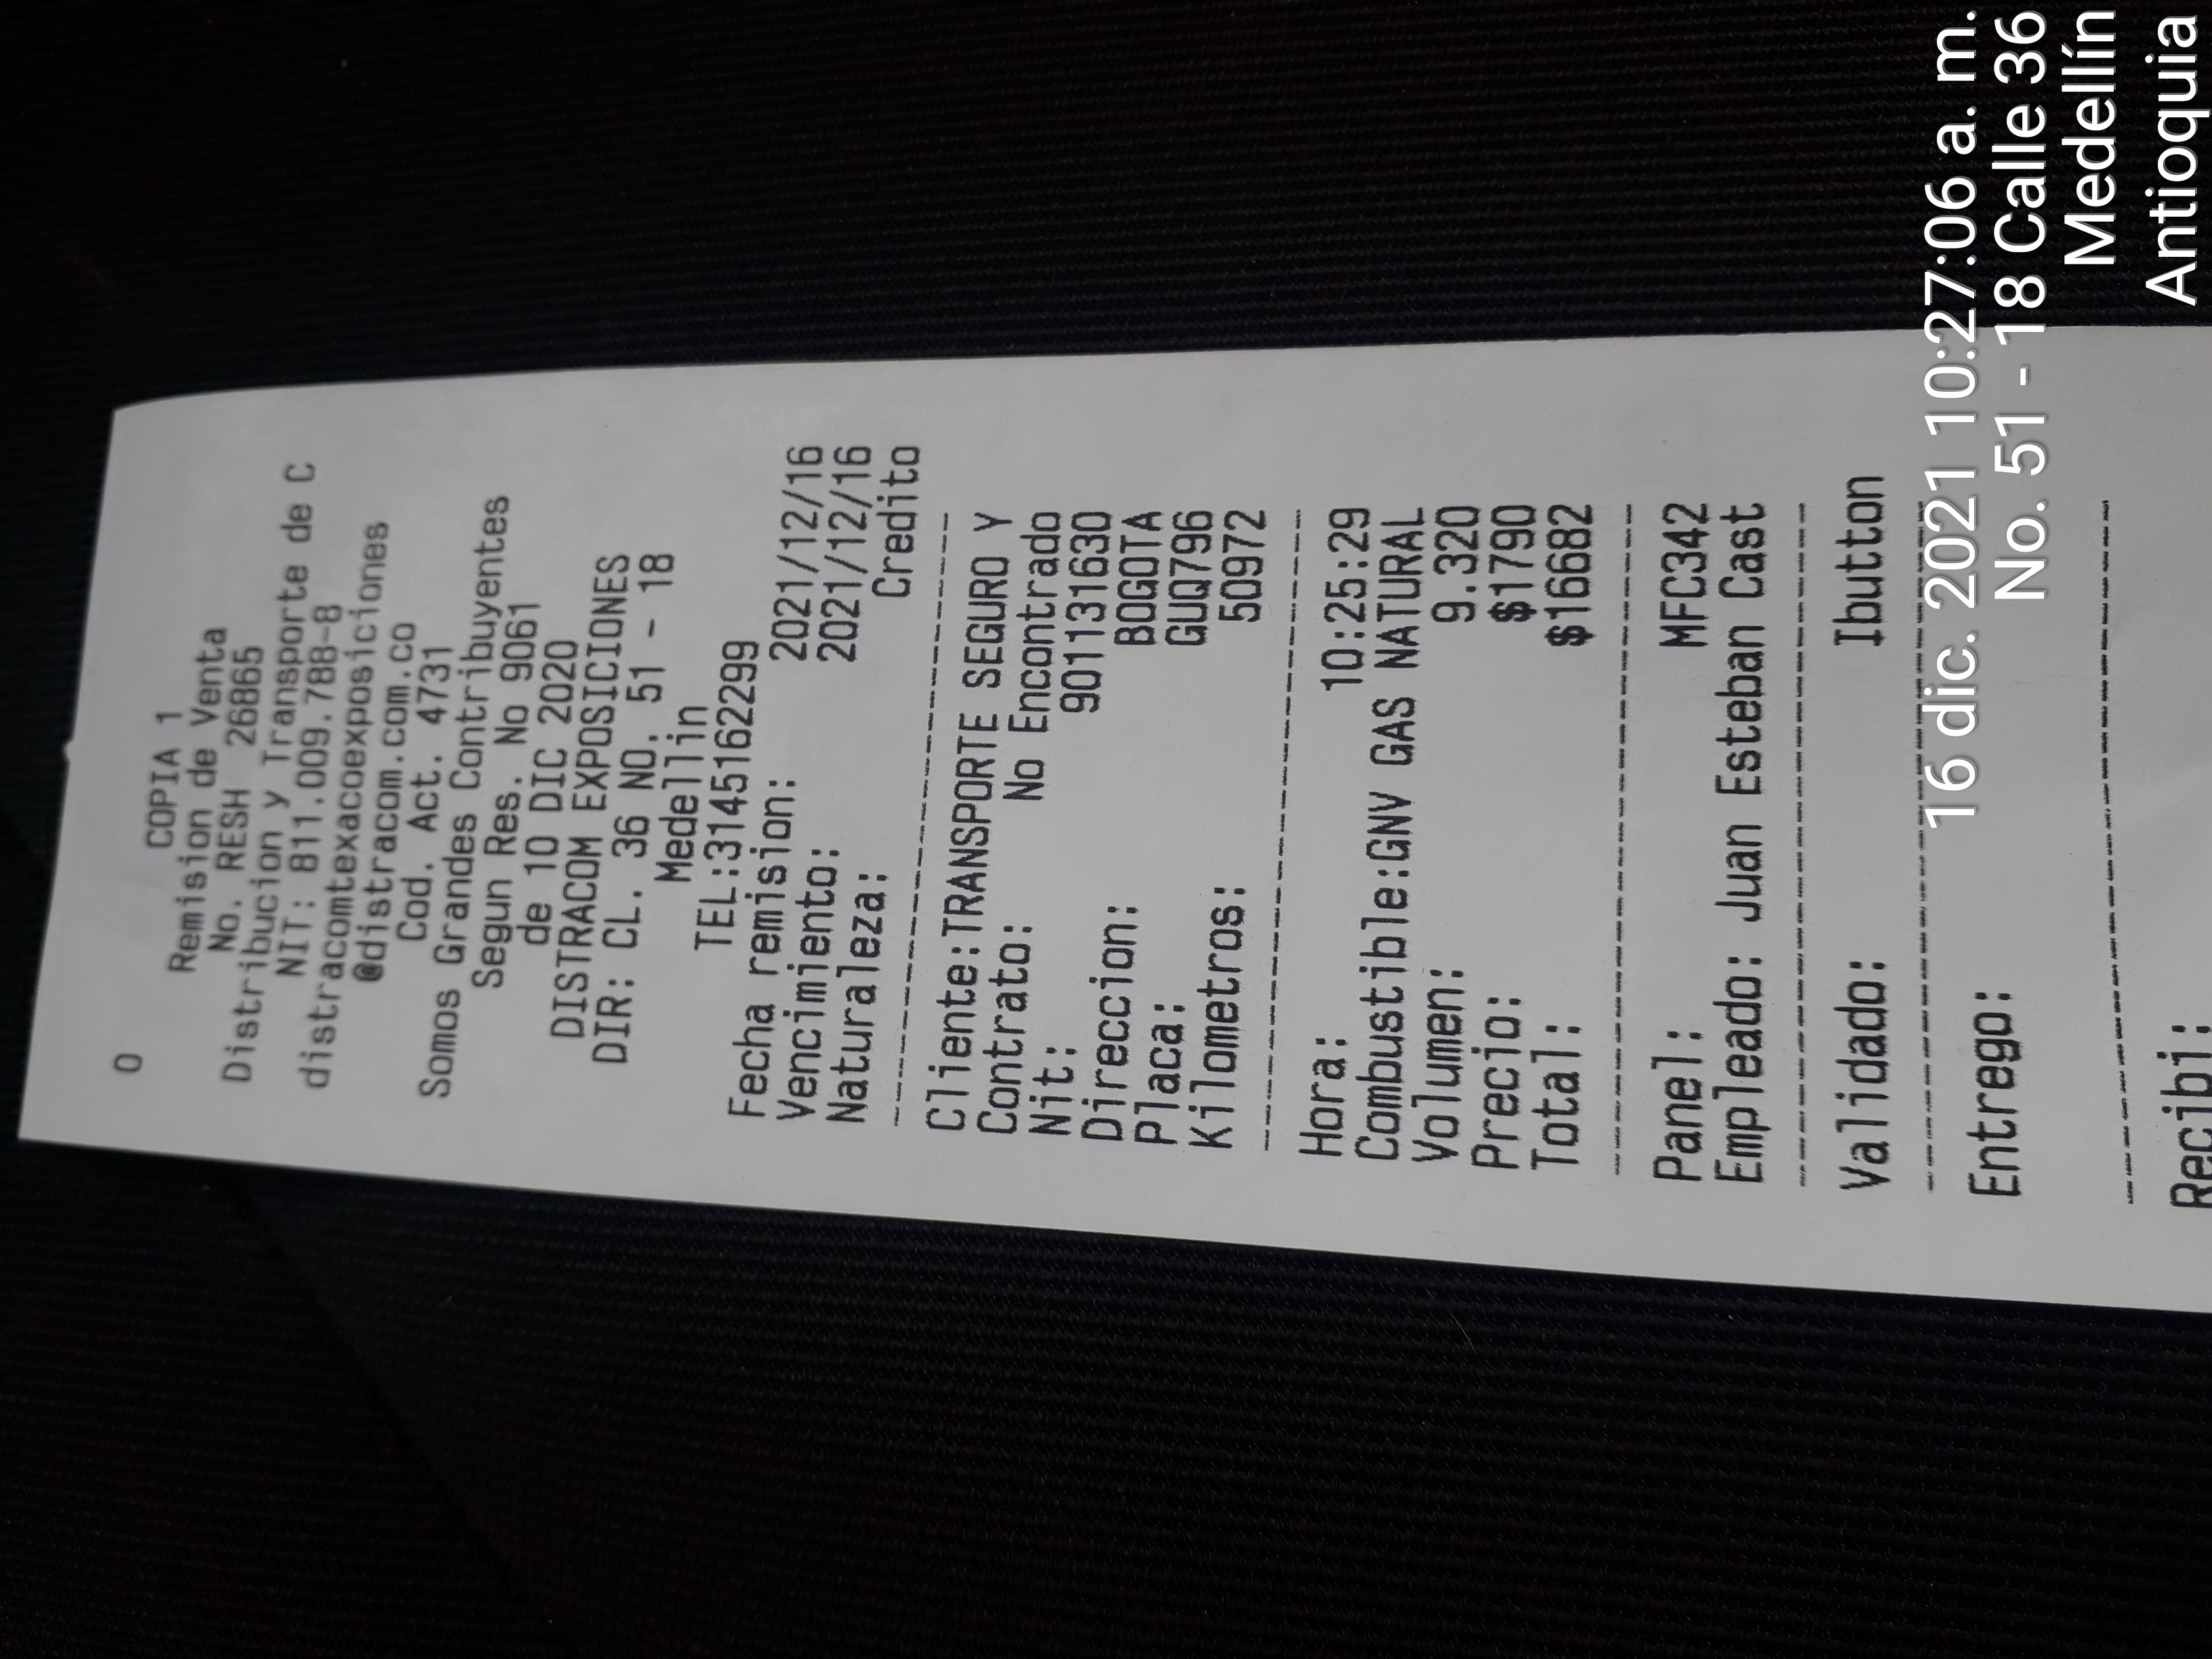 0
COPIA 1
Remision de Venta
No. RESH 26865
Distribucion y Transporte de C
NIT: 811.009.788-8
distracomtexacoexposiciones
@distracom.com.co
Cod. Act. 4731
Somos Grandes Contribuyentes
Segun Res. No 9061
de 10 DIC 2020
DISTRACOM EXPOSICIONES
DIR: CL. 36 NO. 51 - 18
Medellin
TEL:3145162299
Fecha remision: 2021/12/16
Vencimiento: 2021/12/16
Naturaleza: Credito
Cliente:TRANSPORTE SEGURO Y
Contrato: No Encontrado
Nit: 901131630
Direccion: BOGOTA
Placa: GUQ796
Kilometros: 50972
Hora: 10:25:29
Combustible:GNV GAS NATURAL
Volumen: 9.320
Precio: $1790
Total: $16682
Panel: MFC342
Empleado: Juan Esteban Cast
Validado: Ibutton
Entrego:
Recibi:
16 dic. 2021 10:27:06 a. m.
No. 51 - 18 Calle 36
Medellín
Antioquia